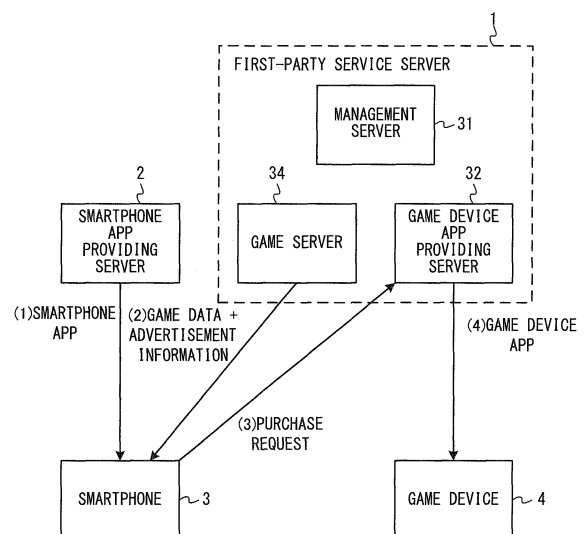 1
FIRST-PARTY SERVICE SERVER
MANAGEMENT
SERVER
31
2
34
32
SMARTPHONE
APP
PROVIDING
SERVER
GAME SERVER
GAME DEVICE
APP
PROVIDING
SERVER
(1)SMARTPHONE
APP
(2)GAME DATA +
ADVERTISEMENT
INFORMATION
(4)GAME DEVICE
APP
(3)PURCHASE
REQUEST
SMARTPHONE
3
GAME DEVICE
4